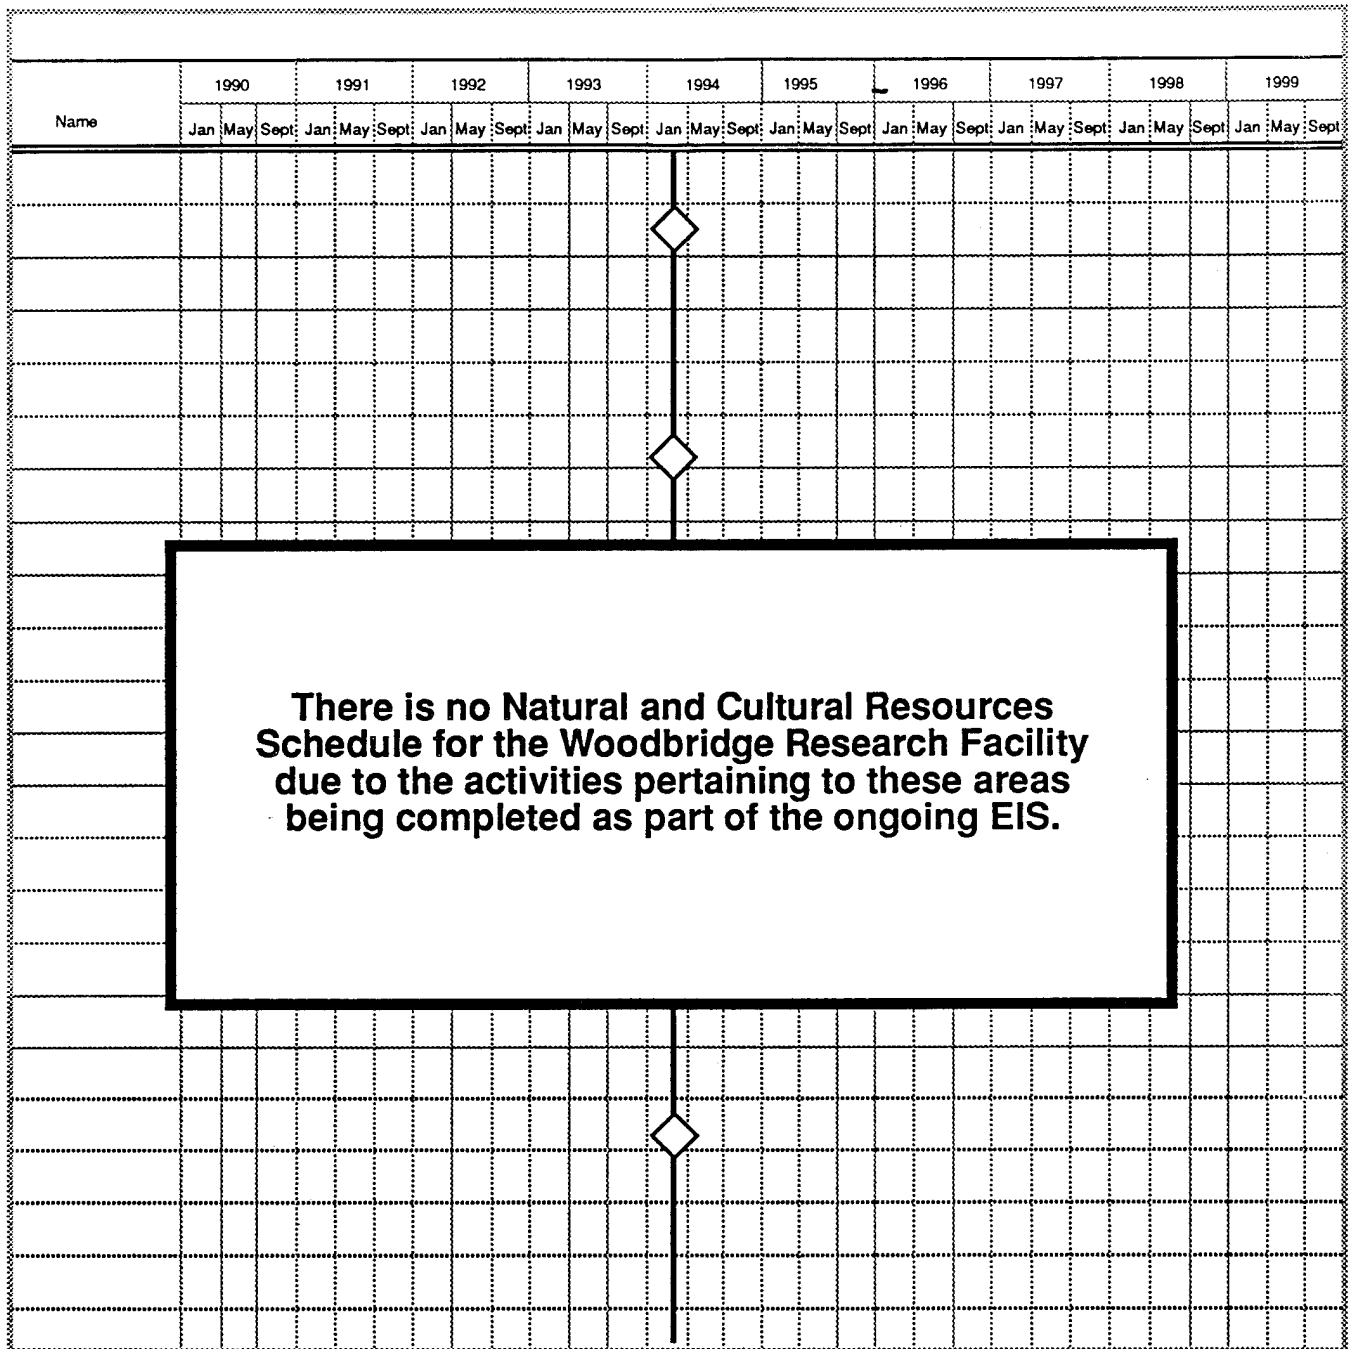 1990 1991 1992 1993 1994 1995 1996 1997 1998 1999
Name
Jan May Sept Jan May Sept Jan May Sept Jan May Sept Jan May Sept Jan May Sept Jan May Sept Jan May Sept Jan May Sept Jan May Sept
There is no Natural and Cultural Resources
Schedule for the Woodbridge Research Facility
due to the activities pertaining to these areas
being completed as part of the ongoing EIS.